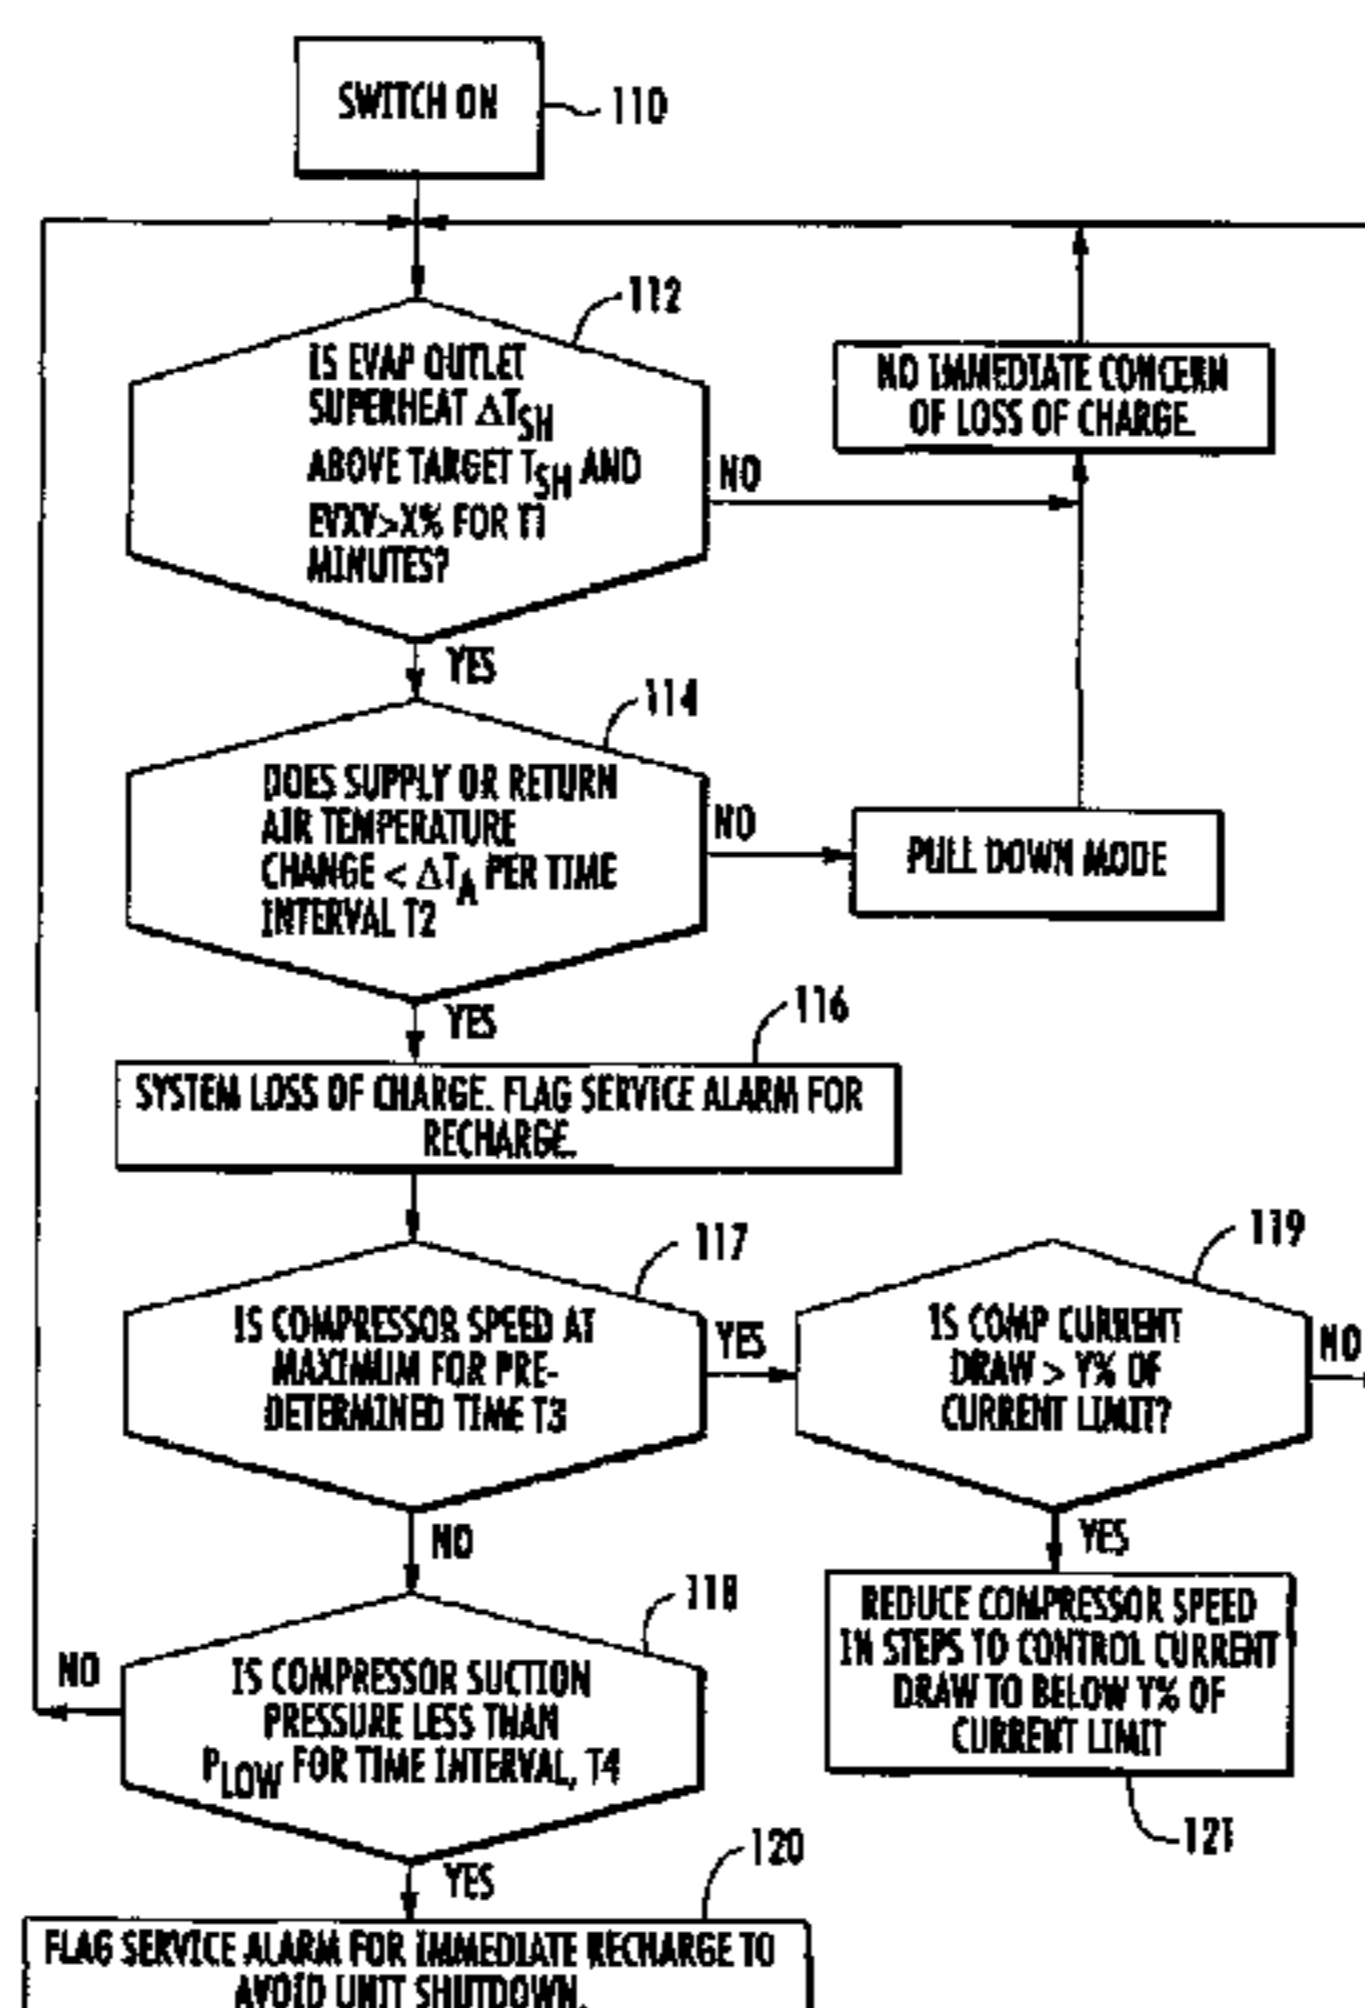 SWITCH ON
110
112
IS EVAP OUTLET
SUPERHEAT ΔTSH
ABOVE TARGET TSH AND
EVXV>X% FOR T1
MINUTES?
NO
NO IMMEDIATE CONCERN
OF LOSS OF CHARGE.
YES
114
DOES SUPPLY OR RETURN
AIR TEMPERATURE
CHANGE < ΔTA PER TIME
INTERVAL T2
NO
PULL DOWN MODE
YES
116
SYSTEM LOSS OF CHARGE. FLAG SERVICE ALARM FOR
RECHARGE.
117
IS COMPRESSOR SPEED AT
MAXIMUM FOR PRE-
DETERMINED TIME T3
YES
119
IS COMP CURRENT
DRAW > Y% OF
CURRENT LIMIT?
NO
NO
YES
118
IS COMPRESSOR SUCTION
PRESSURE LESS THAN
PLOW FOR TIME INTERVAL, T4
NO
REDUCE COMPRESSOR SPEED
IN STEPS TO CONTROL CURRENT
DRAW TO BELOW Y% OF
CURRENT LIMIT
121
YES
120
FLAG SERVICE ALARM FOR IMMEDIATE RECHARGE TO
AVOID UNIT SHUTDOWN.